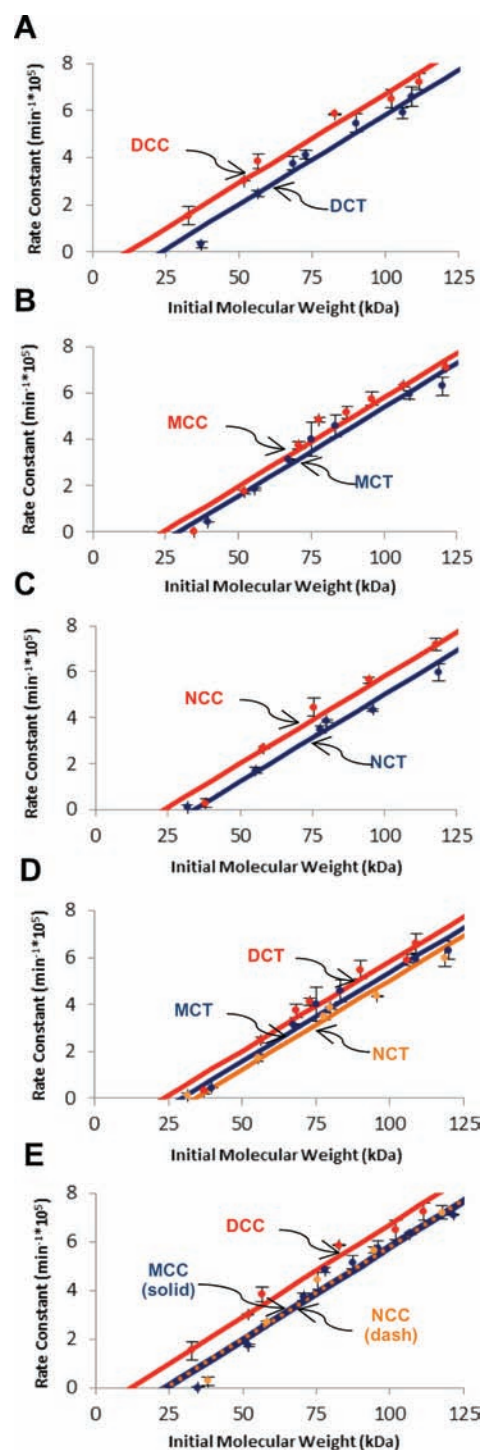 A
Rate Constant (min⁻¹*10⁵)
8
6
4
2
0
DCC
DCT
0 25 50 75 100 125
Initial Molecular Weight (kDa)
B
Rate Constant (min⁻¹*10⁵)
8
6
4
2
0
MCC
MCT
0 25 50 75 100 125
Initial Molecular Weight (kDa)
C
Rate Constant (min⁻¹*10⁵)
8
6
4
2
0
NCC
NCT
0 25 50 75 100 125
Initial Molecular Weight (kDa)
D
Rate Constant (min⁻¹*10⁵)
8
6
4
2
0
DCT
MCT
NCT
0 25 50 75 100 125
Initial Molecular Weight (kDa)
E
Rate Constant (min⁻¹*10⁵)
8
6
4
2
0
DCC
MCC
(solid)
NCC
(dash)
0 25 50 75 100 125
Initial Molecular Weight (kDa)